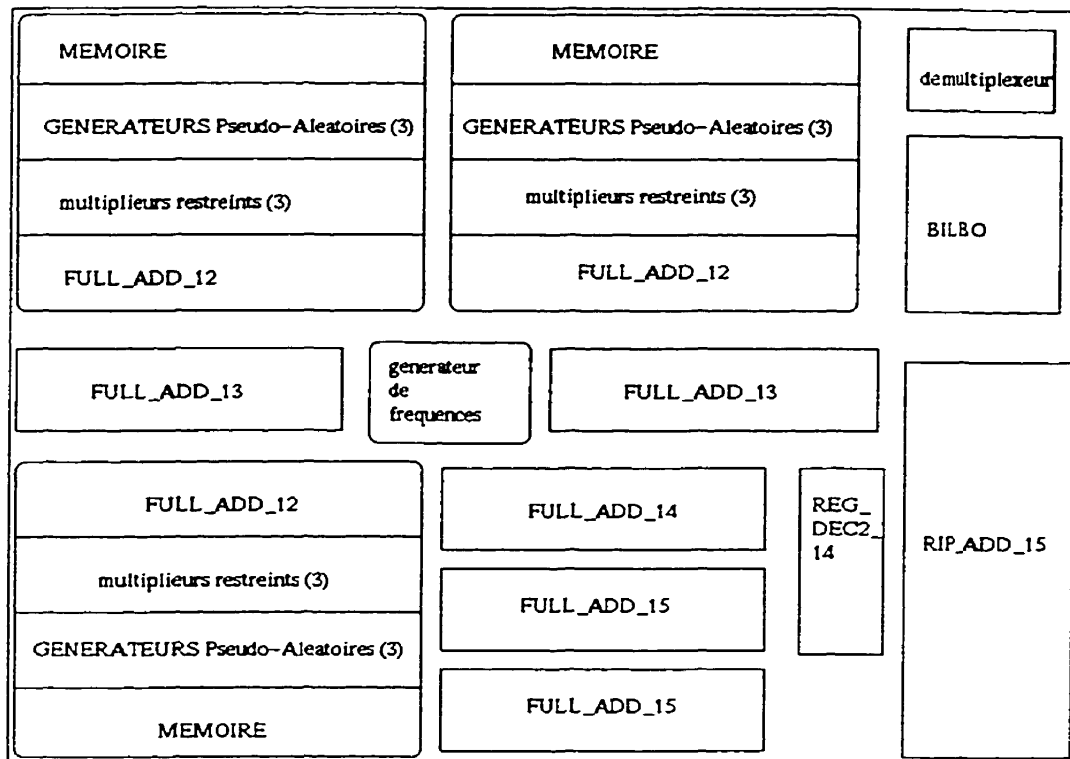 MEMOIRE
GENERATEURS Pseudo-Aleatoires (3)
multiplieurs restreints (3)
FULL_ADD_12
MEMOIRE
GENERATEURS Pseudo-Aleatoires (3)
multiplieurs restreints (3)
FULL_ADD_12
demultiplexeur
BILBO
FULL_ADD_13
generateur
de
frequences
FULL_ADD_13
FULL_ADD_12
multiplieurs restreints (3)
GENERATEURS Pseudo-Aleatoires (3)
MEMOIRE
FULL_ADD_14
FULL_ADD_15
FULL_ADD_15
REG_
DEC2_
14
RIP_ADD_15